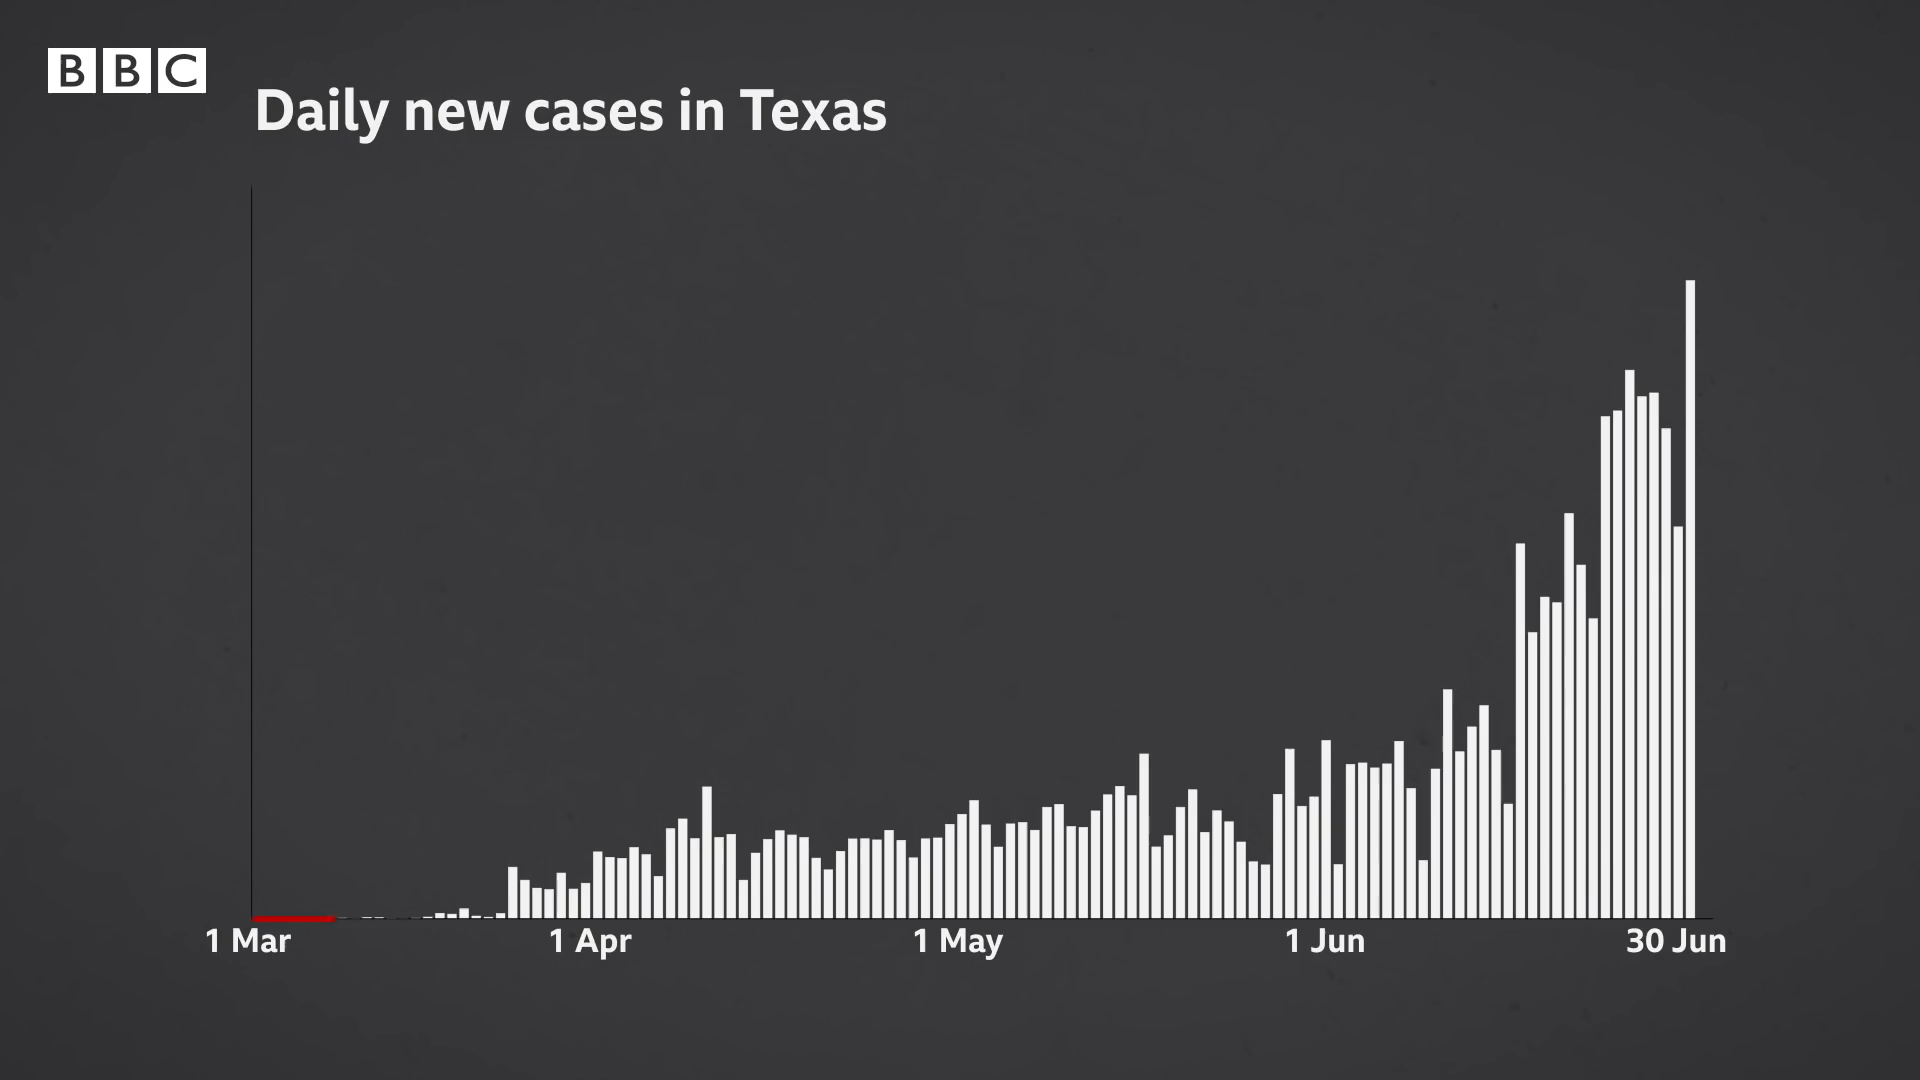 BBC
Daily new cases in Texas
1 Mar
1 Apr
1 May
1 Jun
30 Jun